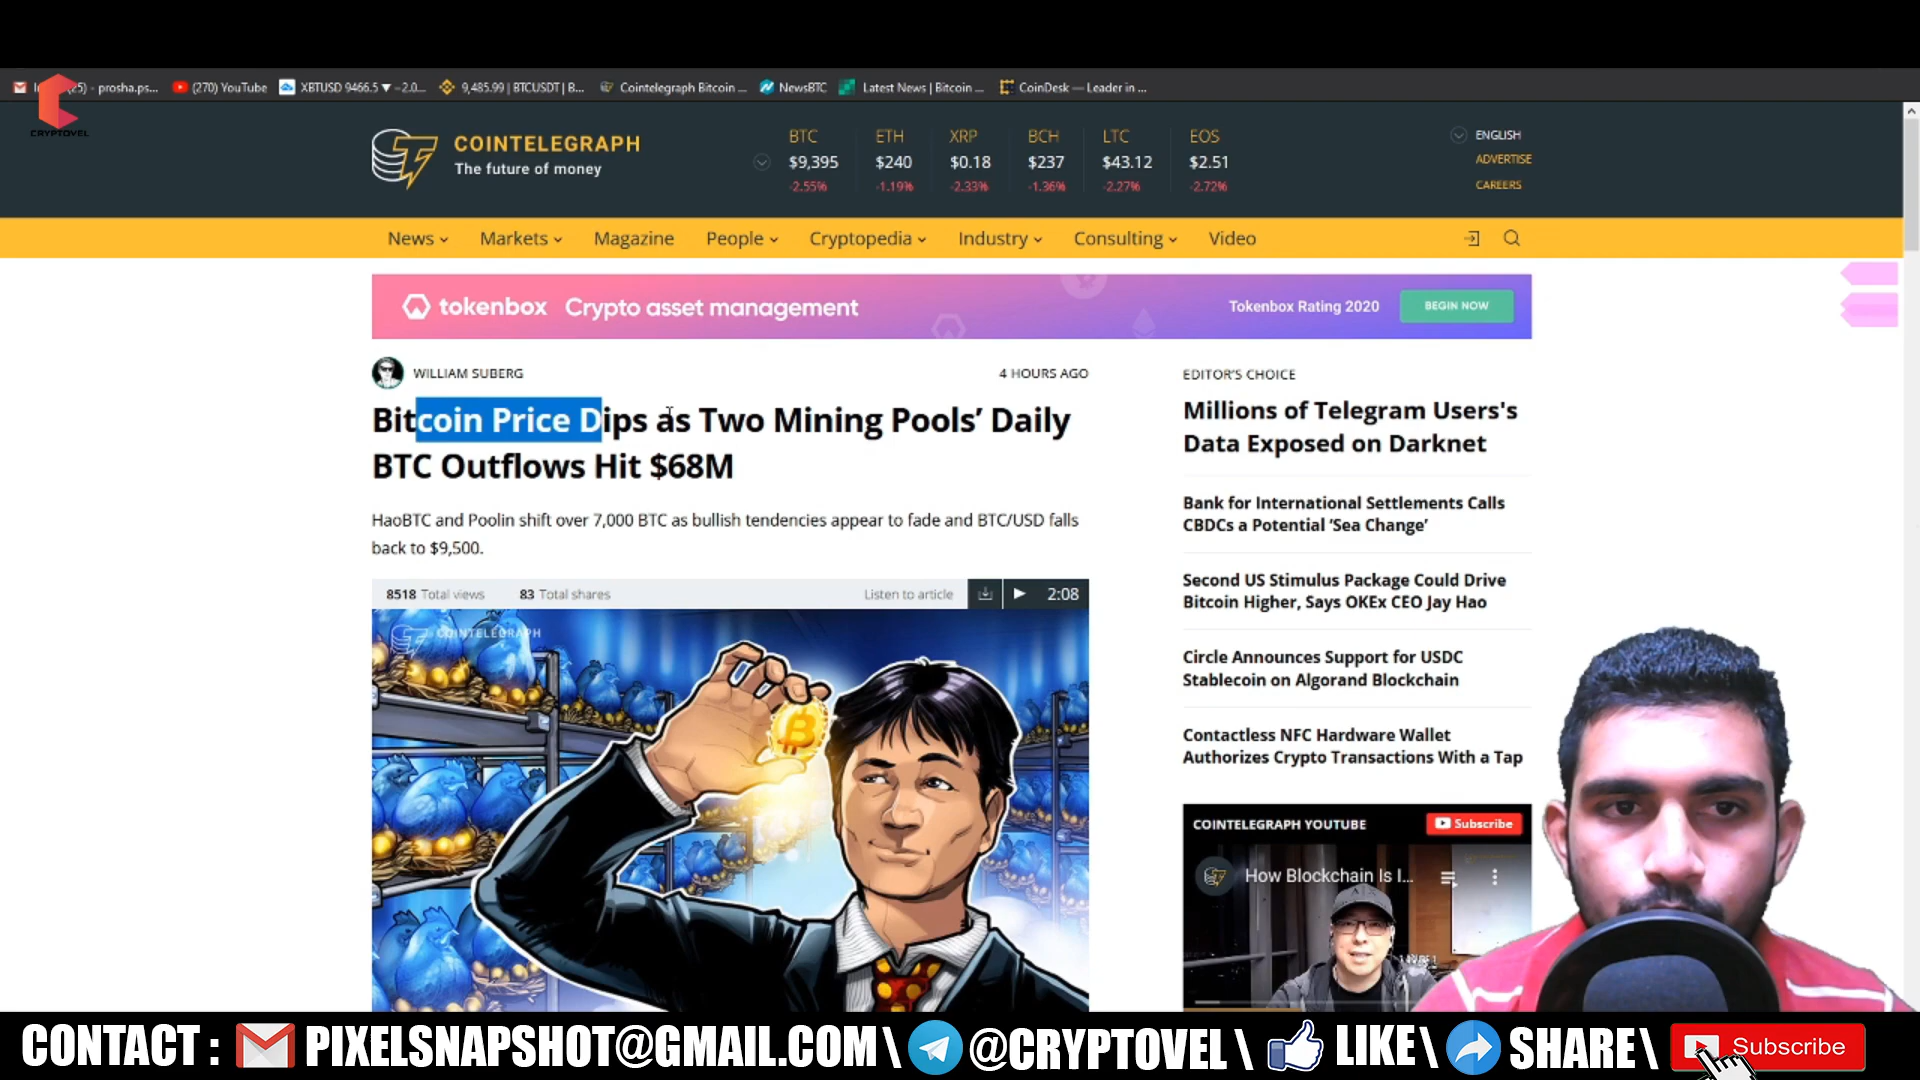 (25) - prosha.ps... (270) YouTube XBTUSD 9466.5 ▼ −2.0... 9,485.99 | BTCUSDT | B... Cointelegraph Bitcoin ... NewsBTC Latest News | Bitcoin ... CoinDesk — Leader in ...
CRYPTOVEL
COINTELEGRAPH
The future of money
BTC ETH XRP BCH LTC EOS
$9,395 $240 $0.18 $237 $43.12 $2.51
-2.55% -1.19% -2.33% -1.36% -2.27% -2.72%
ENGLISH
ADVERTISE
CAREERS
News Markets Magazine People Cryptopedia Industry Consulting Video
tokenbox Crypto asset management Tokenbox Rating 2020 BEGIN NOW
WILLIAM SUBERG 4 HOURS AGO
Bitcoin Price Dips as Two Mining Pools’ Daily
BTC Outflows Hit $68M
HaoBTC and Poolin shift over 7,000 BTC as bullish tendencies appear to fade and BTC/USD falls
back to $9,500.
8518 Total views 83 Total shares Listen to article 2:08
COINTELEGRAPH
EDITOR’S CHOICE
Millions of Telegram Users's
Data Exposed on Darknet
Bank for International Settlements Calls
CBDCs a Potential ‘Sea Change’
Second US Stimulus Package Could Drive
Bitcoin Higher, Says OKEx CEO Jay Hao
Circle Announces Support for USDC
Stablecoin on Algorand Blockchain
Contactless NFC Hardware Wallet
Authorizes Crypto Transactions With a Tap
COINTELEGRAPH YOUTUBE Subscribe
How Blockchain Is I...
CONTACT : PIXELSNAPSHOT@GMAIL.COM \ @CRYPTOVEL \ LIKE \ SHARE \ Subscribe